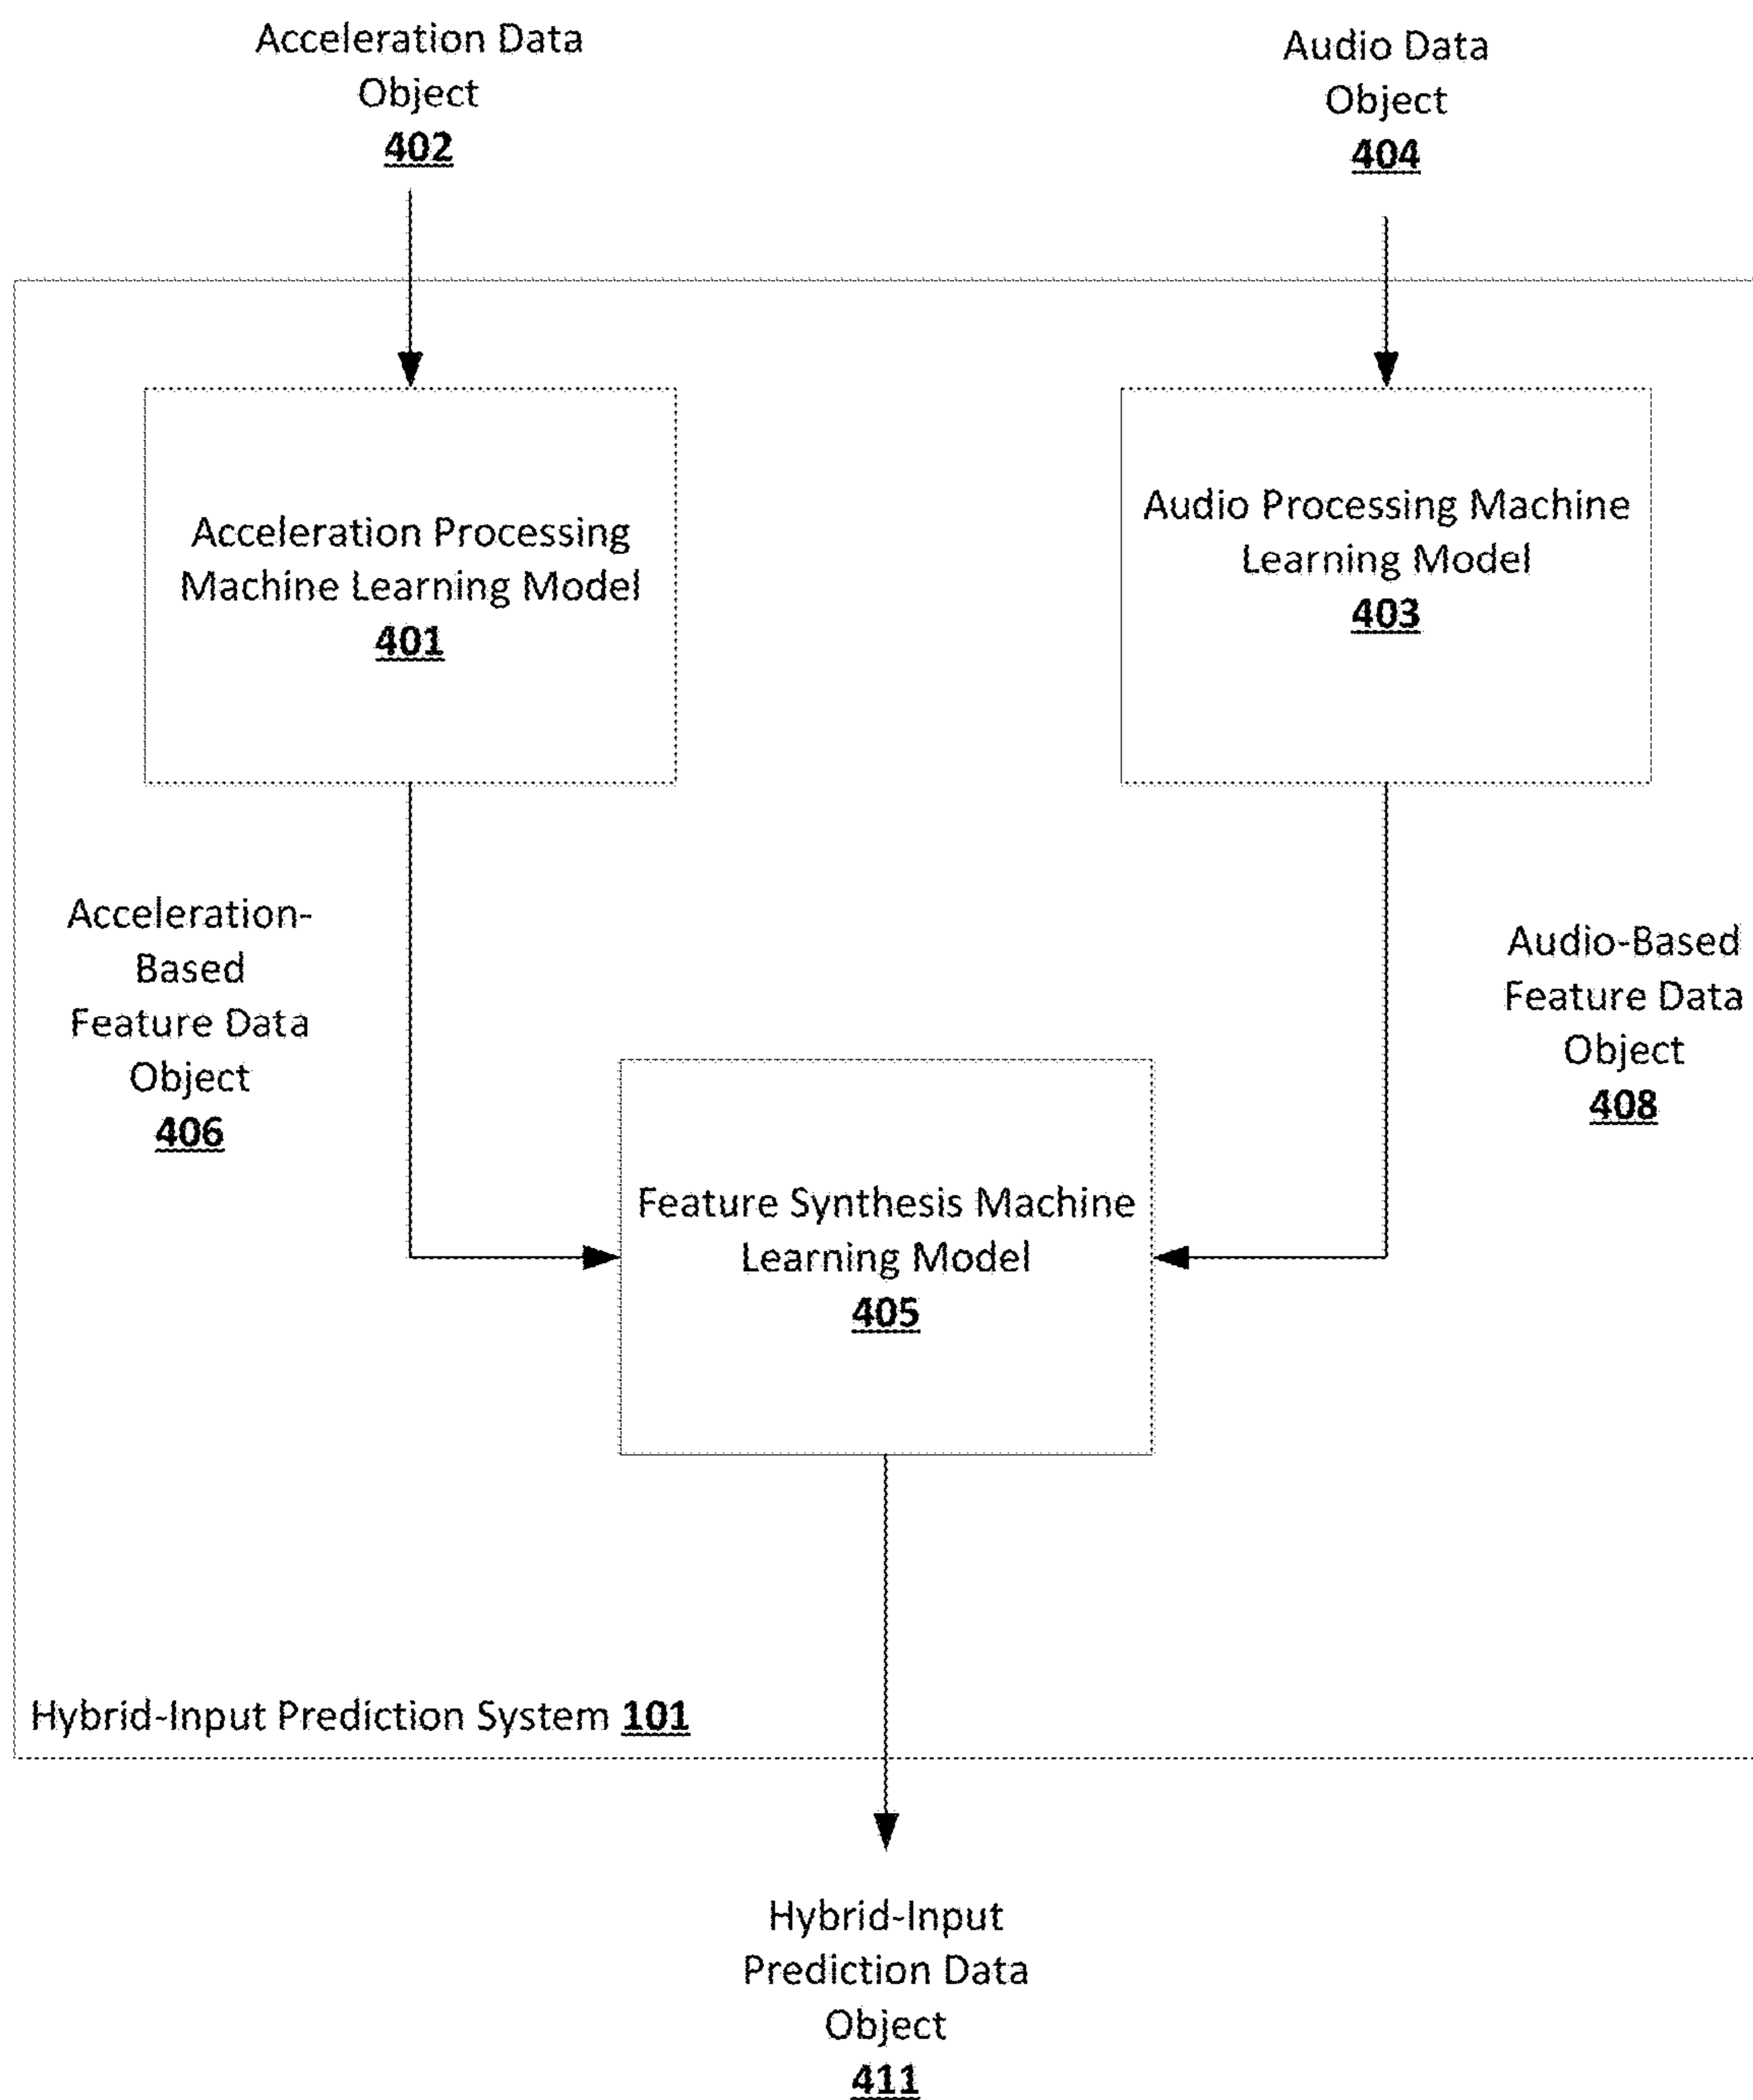 Acceleration Data
Object
402
Audio Data
Object
404
Acceleration Processing
Machine Learning Model
401
Audio Processing Machine
Learning Model
403
Acceleration-
Based
Feature Data
Object
406
Audio-Based
Feature Data
Object
408
Feature Synthesis Machine
Learning Model
405
Hybrid-Input Prediction System 101
Hybrid-Input
Prediction Data
Object
411